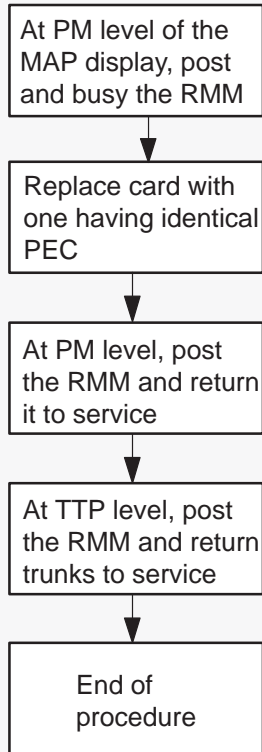 At PM level of the
MAP display, post
and busy the RMM
Replace card with
one having identical
PEC
At PM level, post
the RMM and return
it to service
At TTP level, post
the RMM and return
trunks to service
End of
procedure